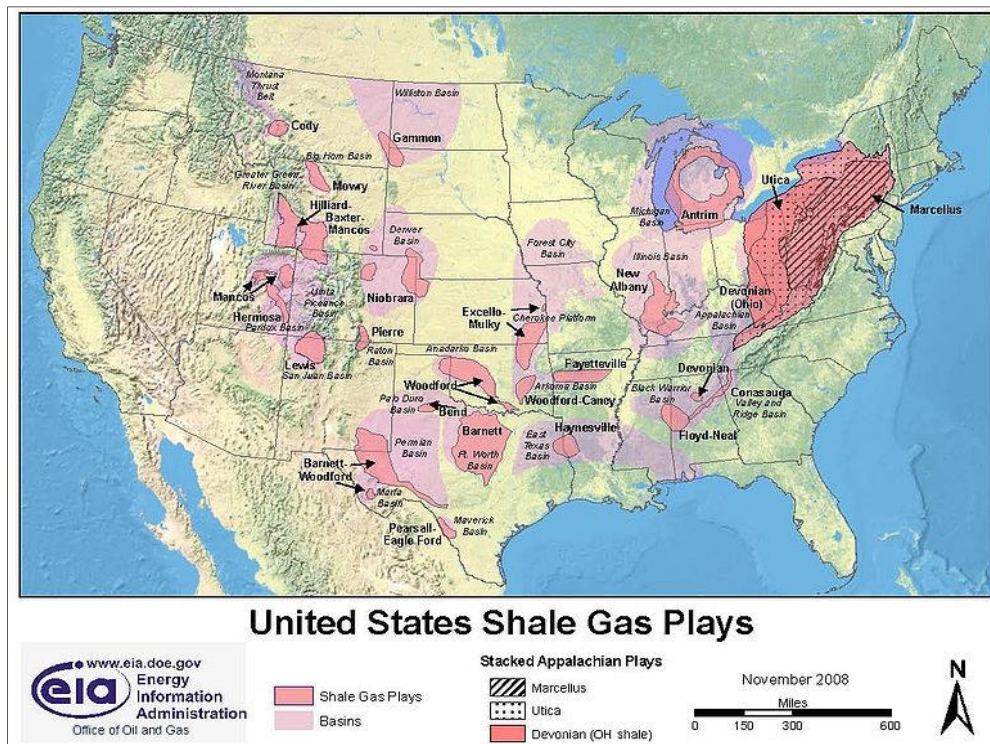 Montana
Thrust
Belt
Williston Basin
Cody
Gammon
Big Horn Basin
Greater Green
River Basin
Mowry
Hilliard-
Baxter-
Mancos
Utica
Marcellus
Michigan
Basin
Antrim
Denver
Basin
Forest City
Basin
Illinois Basin
New
Albany
Devonian
(Ohio)
Appalachian
Basin
Mancos
Uinta
Piceance
Basin
Niobrara
Hermosa
Paradox Basin
Excello-
Mulky
Cherokee Platform
Pierre
Raton
Basin
Lewis
San Juan Basin
Anadarko Basin
Fayetteville
Devonian
Woodford
Arkoma Basin
Woodford-Caney
Black Warrior
Basin
Conasauga
Valley and
Ridge Basin
Palo Duro
Basin
Bend
Barnett
Haynesville
Floyd-Neal
Permian
Basin
East
Texas
Basin
Ft. Worth
Basin
Barnett-
Woodford
Marfa
Basin
Pearsall-
Eagle Ford
Maverick
Basin
United States Shale Gas Plays
www.eia.doe.gov
eia
Energy
Information
Administration
Office of Oil and Gas
Shale Gas Plays
Basins
Stacked Appalachian Plays
Marcellus
Utica
Devonian (OH shale)
November 2008
Miles
0 150 300 600
N